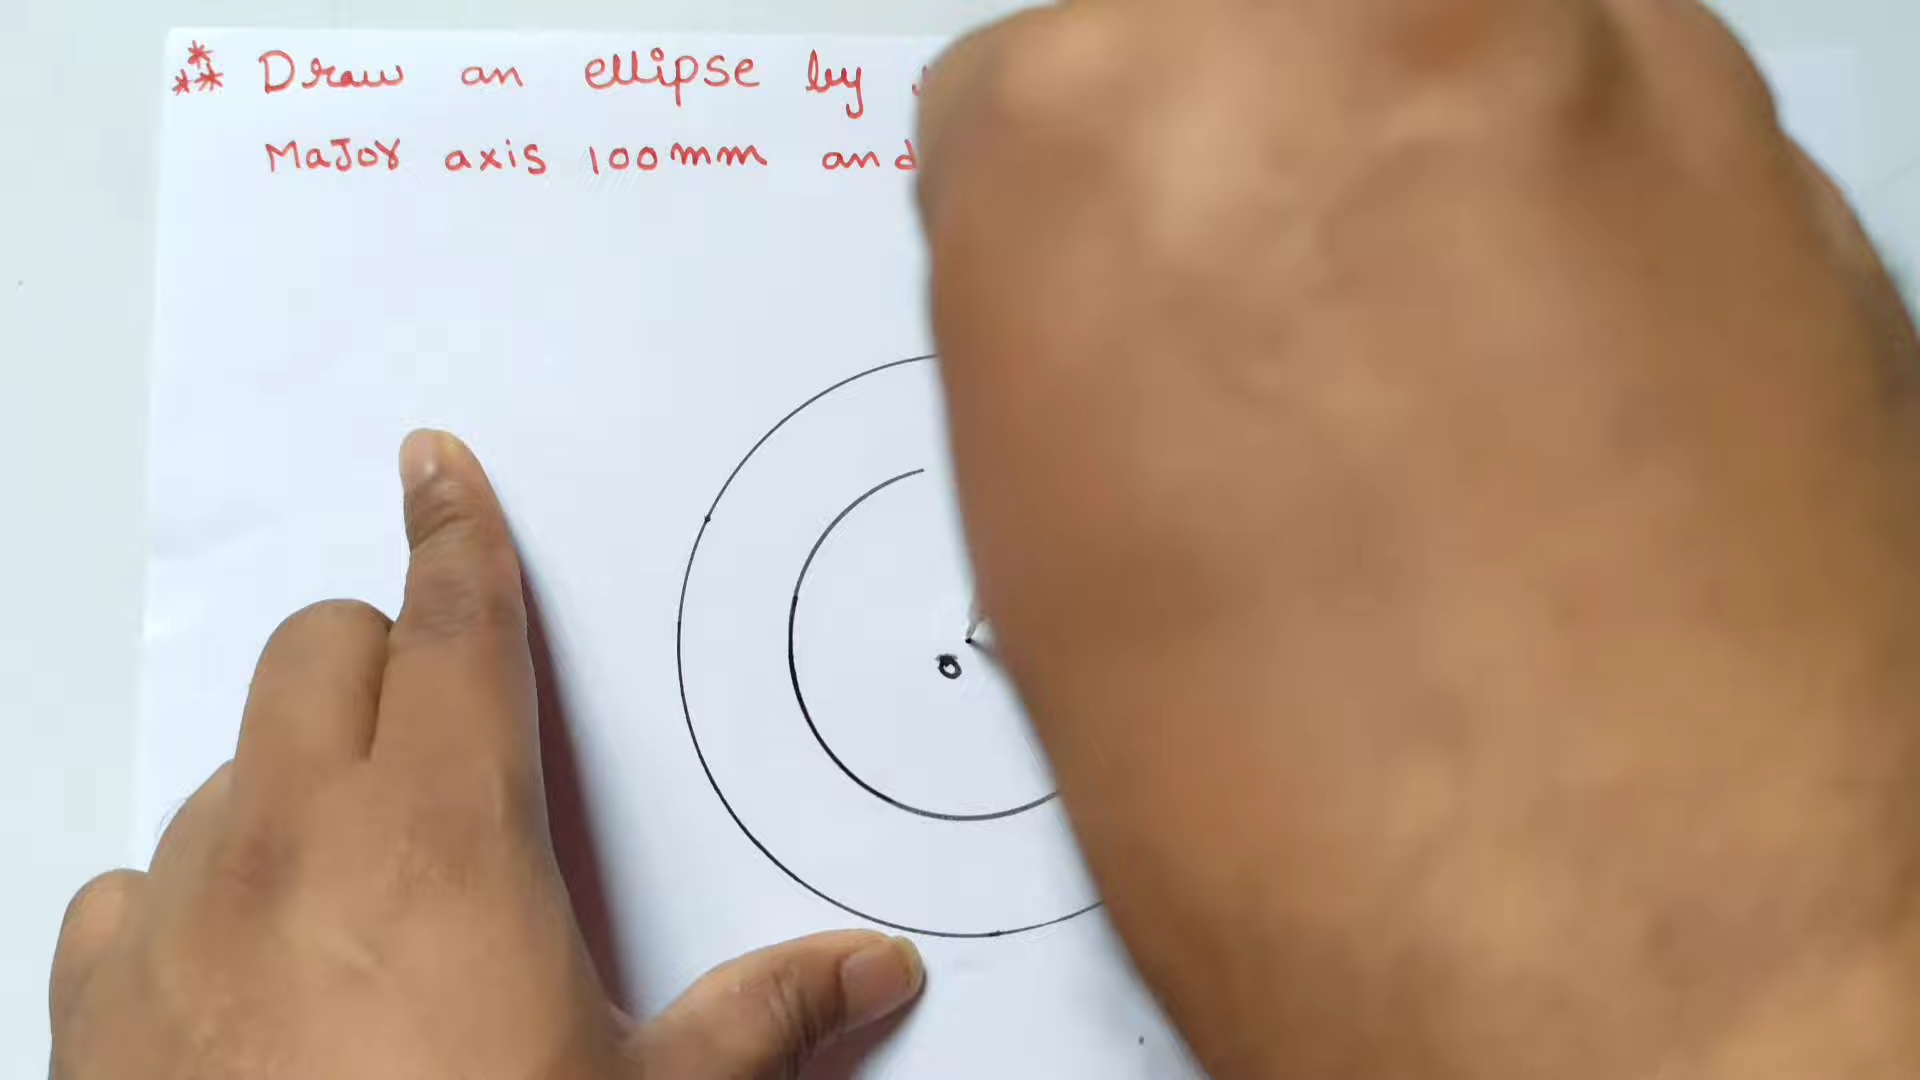 Draw an ellipse by
Major axis 100mm and
O